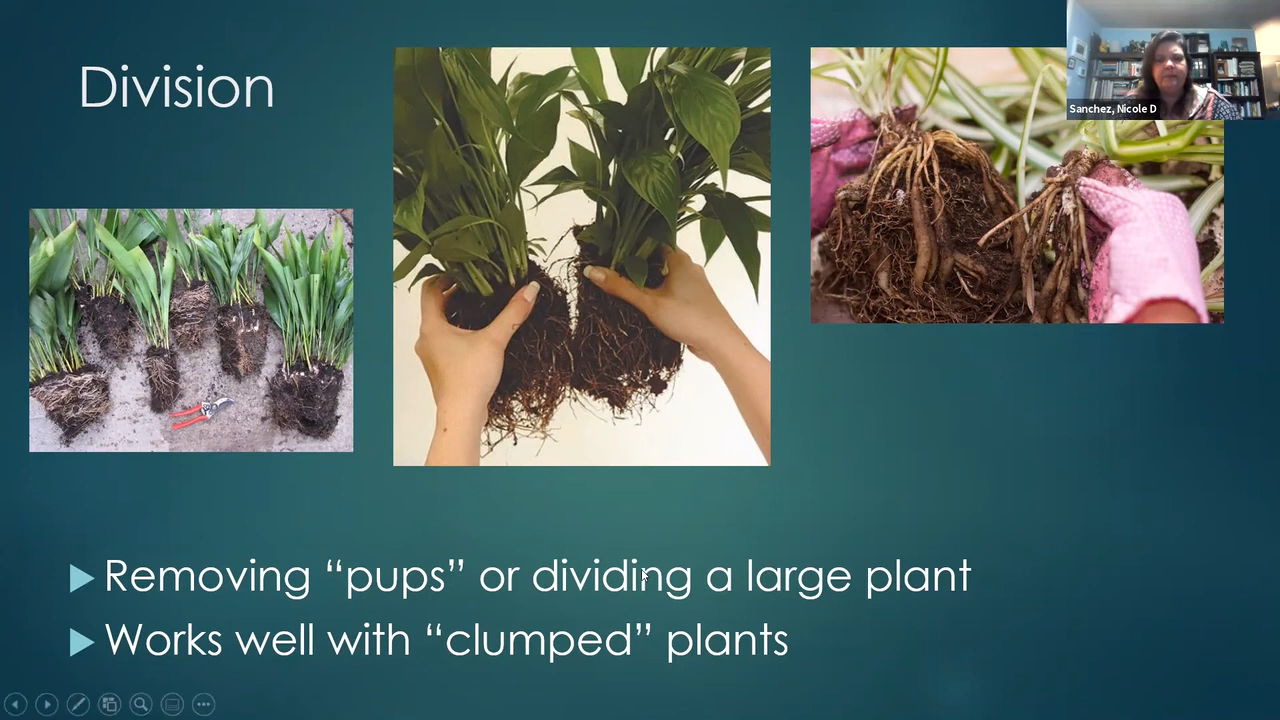 Division
Sanchez, Nicole D
Removing “pups” or dividing a large plant
Works well with “clumped” plants